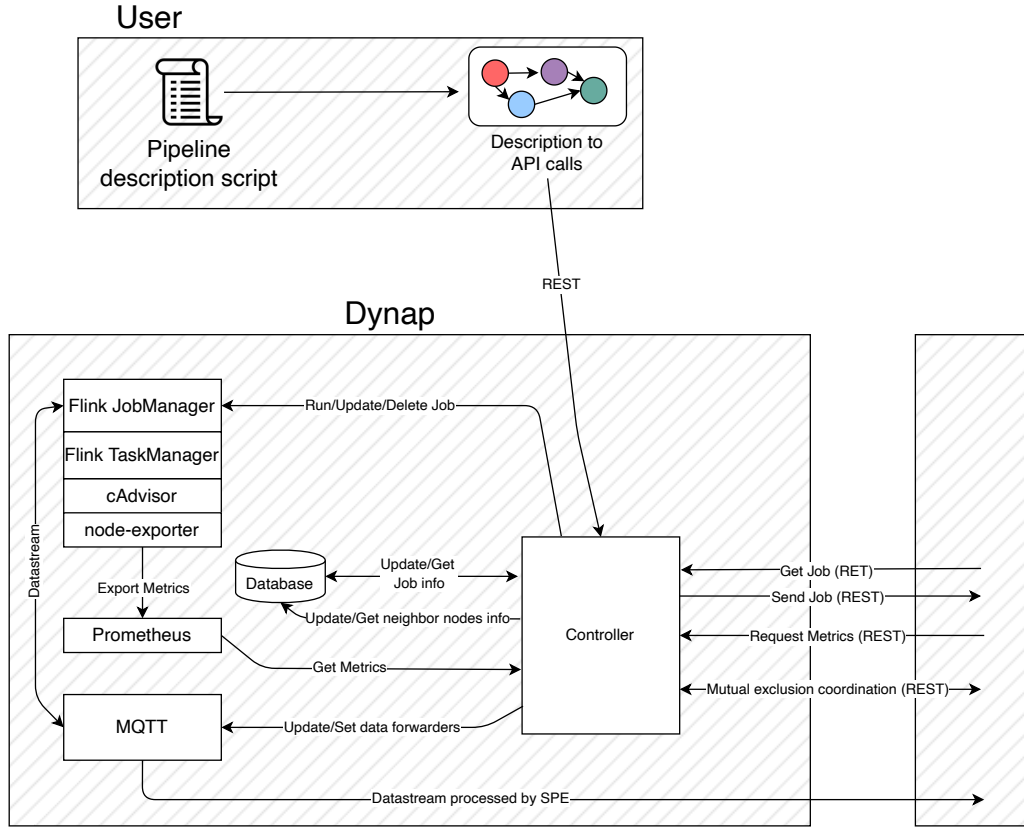 User
Pipeline
description script
Description to
API calls
REST
Dynap
Flink JobManager
Run/Update/Delete Job
Flink TaskManager
cAdvisor
node-exporter
Datastream
Export Metrics
Database
Update/Get
Job info
Update/Get neighbor nodes info
Prometheus
Controller
Get Metrics
MQTT
Update/Set data forwarders
Get Job (RET)
Send Job (REST)
Request Metrics (REST)
Mutual exclusion coordination (REST)
Datastream processed by SPE